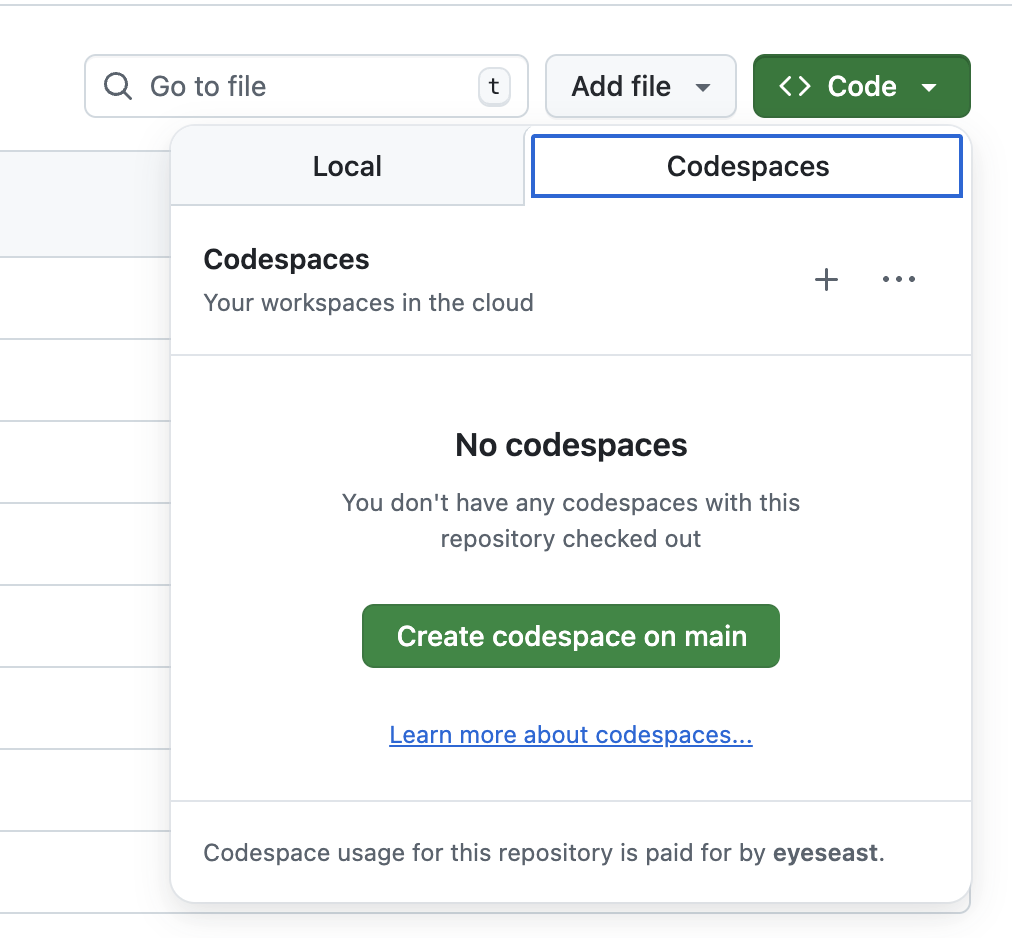 Go to file
t
Add file
Code
Local
Codespaces
Codespaces
Your workspaces in the cloud
No codespaces
You don't have any codespaces with this
repository checked out
Create codespace on main
Learn more about codespaces...
Codespace usage for this repository is paid for by eyeseast.